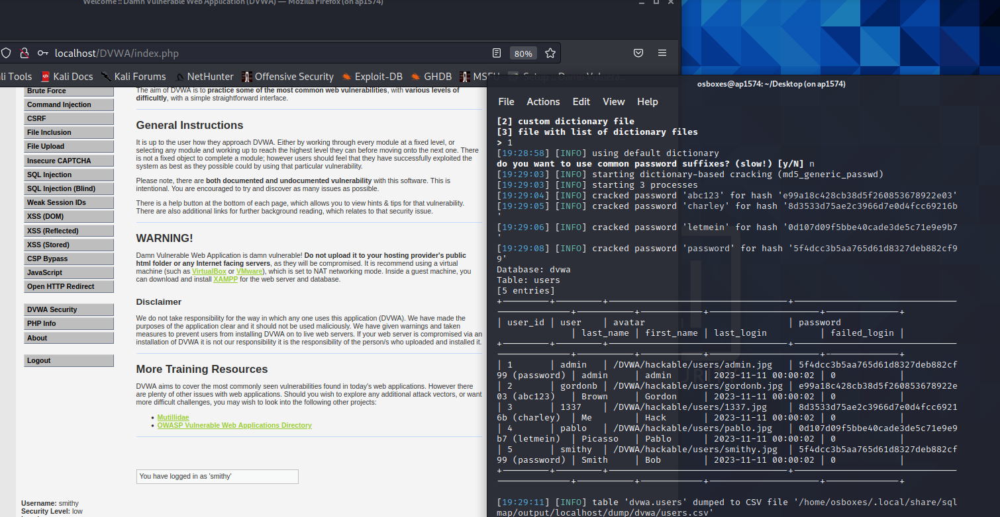 Welcome :: Damn Vulnerable Web Application (DVWA) — Mozilla Firefox (on ap1574)
localhost/DVWA/index.php
80%
li Tools
Kali Docs
Kali Forums
NetHunter
Offensive Security
Exploit-DB
GHDB
MSFU
Setup :: Damn Vulnera...
Brute Force
Command Injection
CSRF
File Inclusion
File Upload
Insecure CAPTCHA
SQL Injection
SQL Injection (Blind)
Weak Session IDs
XSS (DOM)
XSS (Reflected)
XSS (Stored)
CSP Bypass
JavaScript
Open HTTP Redirect
DVWA Security
PHP Info
About
Logout
The aim of DVWA is to practice some of the most common web vulnerabilities, with various levels of
difficultly, with a simple straightforward interface.
General Instructions
It is up to the user how they approach DVWA. Either by working through every module at a fixed level, or
selecting any module and working up to reach the highest level they can before moving onto the next one. There
is not a fixed object to complete a module; however users should feel that they have successfully exploited the
system as best as they possible could by using that particular vulnerability.
Please note, there are both documented and undocumented vulnerability with this software. This is
intentional. You are encouraged to try and discover as many issues as possible.
There is a help button at the bottom of each page, which allows you to view hints & tips for that vulnerability.
There are also additional links for further background reading, which relates to that security issue.
WARNING!
Damn Vulnerable Web Application is damn vulnerable! Do not upload it to your hosting provider's public
html folder or any Internet facing servers, as they will be compromised. It is recommend using a virtual
machine (such as VirtualBox or VMware), which is set to NAT networking mode. Inside a guest machine, you
can download and install XAMPP for the web server and database.
Disclaimer
We do not take responsibility for the way in which any one uses this application (DVWA). We have made the
purposes of the application clear and it should not be used maliciously. We have given warnings and taken
measures to prevent users from installing DVWA on to live web servers. If your web server is compromised via an
installation of DVWA it is not our responsibility it is the responsibility of the person/s who uploaded and installed it.
More Training Resources
DVWA aims to cover the most commonly seen vulnerabilities found in today's web applications. However there
are plenty of other issues with web applications. Should you wish to explore any additional attack vectors, or want
more difficult challenges, you may wish to look into the following other projects:
• Mutillidae
• OWASP Vulnerable Web Applications Directory
You have logged in as 'smithy'
Username: smithy
Security Level: low
osboxes@ap1574: ~/Desktop (on ap1574)
File Actions Edit View Help
[2] custom dictionary file
[3] file with list of dictionary files
> 1
[19:28:58] [INFO] using default dictionary
do you want to use common password suffixes? (slow!) [y/N] n
[19:29:03] [INFO] starting dictionary-based cracking (md5_generic_passwd)
[19:29:03] [INFO] starting 3 processes
[19:29:04] [INFO] cracked password 'abc123' for hash 'e99a18c428cb38d5f260853678922e03'
[19:29:05] [INFO] cracked password 'charley' for hash '8d3533d75ae2c3966d7e0d4fcc69216b
'
[19:29:06] [INFO] cracked password 'letmein' for hash '0d107d09f5bbe40cade3de5c71e9e9b7
'
[19:29:08] [INFO] cracked password 'password' for hash '5f4dcc3b5aa765d61d8327deb882cf9
9'
Database: dvwa
Table: users
[5 entries]
| user_id | user | avatar | password
| last_name | first_name | last_login | failed_login |
| 1 | admin | /DVWA/hackable/users/admin.jpg | 5f4dcc3b5aa765d61d8327deb882cf
99 (password) | admin | admin | 2023-11-11 00:00:02 | 0 |
| 2 | gordonb | /DVWA/hackable/users/gordonb.jpg | e99a18c428cb38d5f260853678922e
03 (abc123) | Brown | Gordon | 2023-11-11 00:00:02 | 0 |
| 3 | 1337 | /DVWA/hackable/users/1337.jpg | 8d3533d75ae2c3966d7e0d4fcc6921
6b (charley) | Me | Hack | 2023-11-11 00:00:02 | 0 |
| 4 | pablo | /DVWA/hackable/users/pablo.jpg | 0d107d09f5bbe40cade3de5c71e9e9
b7 (letmein) | Picasso | Pablo | 2023-11-11 00:00:02 | 0 |
| 5 | smithy | /DVWA/hackable/users/smithy.jpg | 5f4dcc3b5aa765d61d8327deb882cf
99 (password) | Smith | Bob | 2023-11-11 00:00:02 | 0 |
[19:29:11] [INFO] table 'dvwa.users' dumped to CSV file '/home/osboxes/.local/share/sql
map/output/localhost/dump/dvwa/users.csv'